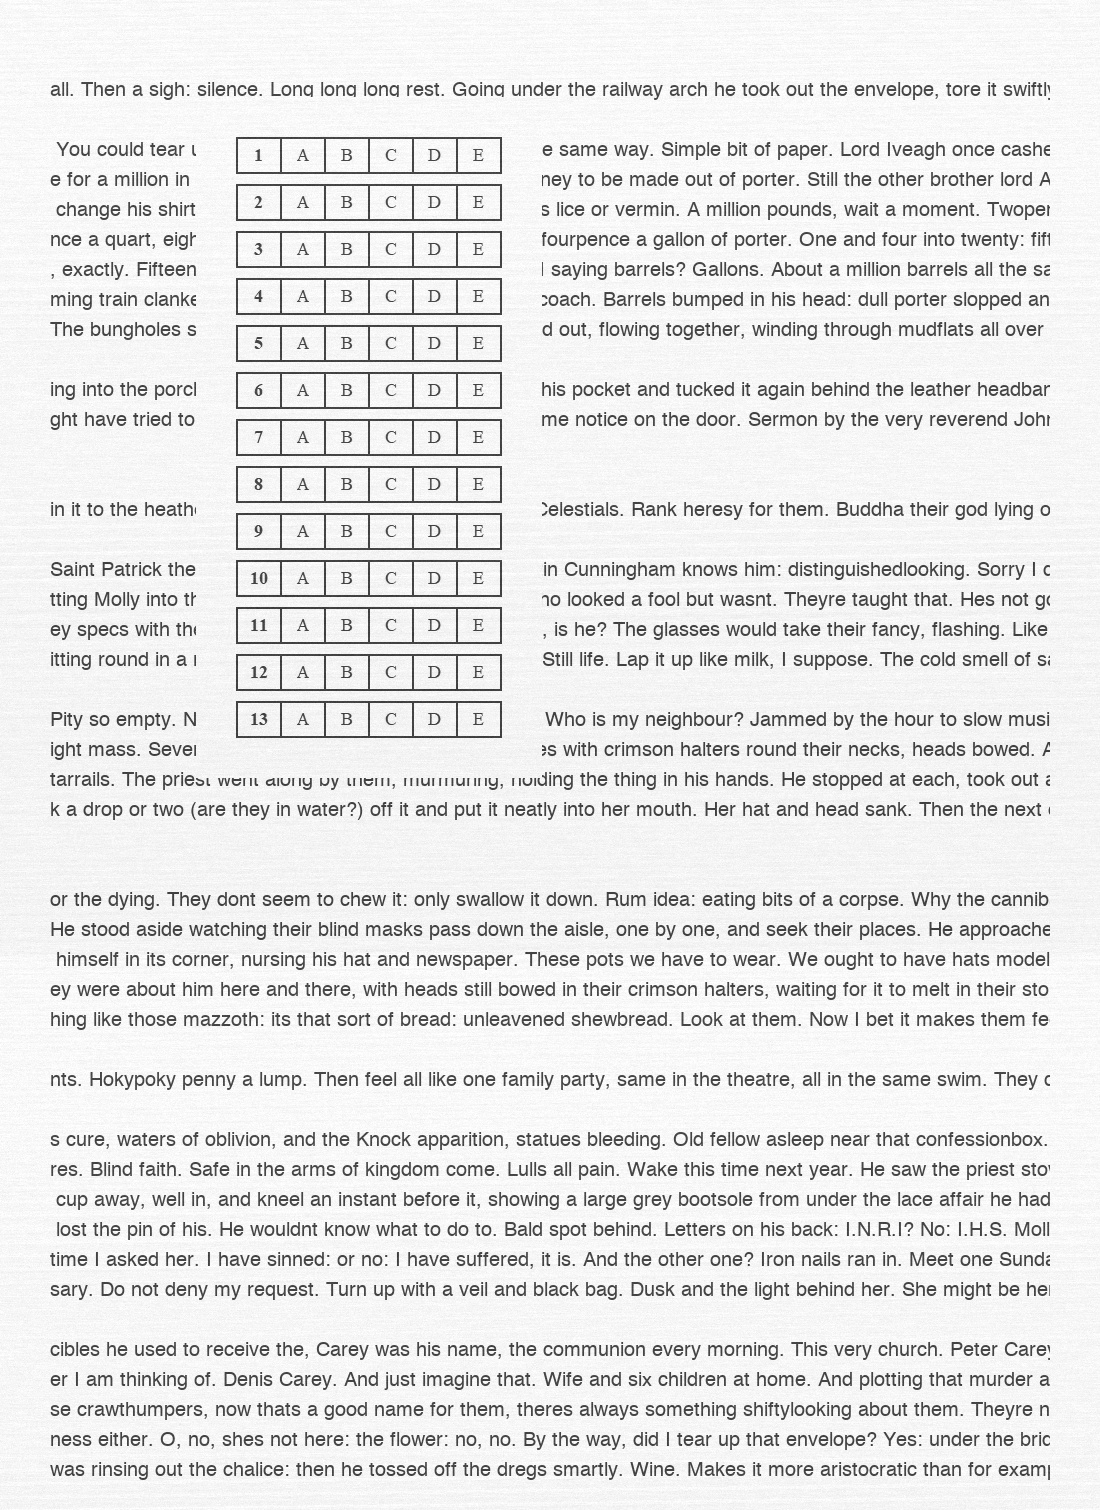 all. Then a sigh: silence. Long long long rest. Going under the railway arch he took out the envelope, tore it swiftly
You could tear e same way. Simple bit of paper. Lord Iveagh once cashe
e for a million in ney to be made out of porter. Still the other brother lord A
change his shirt s lice or vermin. A million pounds, wait a moment. Twoper
nce a quart, eigh fourpence a gallon of porter. One and four into twenty: fift
, exactly. Fifteen saying barrels? Gallons. About a million barrels all the sa
ming train clanke coach. Barrels bumped in his head: dull porter slopped an
The bungholes s d out, flowing together, winding through mudflats all over
ing into the porch his pocket and tucked it again behind the leather headbar
ght have tried to me notice on the door. Sermon by the very reverend John
in it to the heathe Celestials. Rank heresy for them. Buddha their god lying o
Saint Patrick the in Cunningham knows him: distinguishedlooking. Sorry I
tting Molly into th no looked a fool but wasnt. Theyre taught that. Hes not go
ey specs with the , is he? The glasses would take their fancy, flashing. Like
itting round in a Still life. Lap it up like milk, I suppose. The cold smell of sa
Pity so empty. N Who is my neighbour? Jammed by the hour to slow musi
ight mass. Seven es with crimson halters round their necks, heads bowed. A
tarrails. The priest went along by them, murmuring, holding the thing in his hands. He stopped at each, took out a
k a drop or two (are they in water?) off it and put it neatly into her mouth. Her hat and head sank. Then the next
or the dying. They dont seem to chew it: only swallow it down. Rum idea: eating bits of a corpse. Why the cannib
He stood aside watching their blind masks pass down the aisle, one by one, and seek their places. He approache
himself in its corner, nursing his hat and newspaper. These pots we have to wear. We ought to have hats model
ey were about him here and there, with heads still bowed in their crimson halters, waiting for it to melt in their sto
hing like those mazzoth: its that sort of bread: unleavened shewbread. Look at them. Now I bet it makes them fe
nts. Hokypoky penny a lump. Then feel all like one family party, same in the theatre, all in the same swim. They
s cure, waters of oblivion, and the Knock apparition, statues bleeding. Old fellow asleep near that confessionbox.
res. Blind faith. Safe in the arms of kingdom come. Lulls all pain. Wake this time next year. He saw the priest stow
cup away, well in, and kneel an instant before it, showing a large grey bootsole from under the lace affair he had
lost the pin of his. He wouldnt know what to do to. Bald spot behind. Letters on his back: I.N.R.I? No: I.H.S. Moll
time I asked her. I have sinned: or no: I have suffered, it is. And the other one? Iron nails ran in. Meet one Sunda
sary. Do not deny my request. Turn up with a veil and black bag. Dusk and the light behind her. She might be her
cibles he used to receive the, Carey was his name, the communion every morning. This very church. Peter Carey
er I am thinking of. Denis Carey. And just imagine that. Wife and six children at home. And plotting that murder a
se crawthumpers, now thats a good name for them, theres always something shiftylooking about them. Theyre n
ness either. O, no, shes not here: the flower: no, no. By the way, did I tear up that envelope? Yes: under the brid
was rinsing out the chalice: then he tossed off the dregs smartly. Wine. Makes it more aristocratic than for examp
1 A B C D E
2 A B C D E
3 A B C D E
4 A B C D E
5 A B C D E
6 A B C D E
7 A B C D E
8 A B C D E
9 A B C D E
10 A B C D E
11 A B C D E
12 A B C D E
13 A B C D E